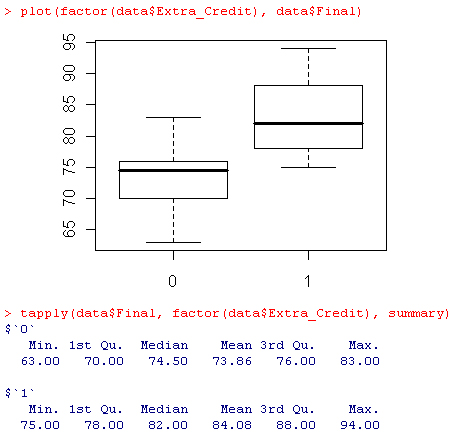 > plot(factor(data$Extra_Credit), data$Final)
95
90
85
80
75
70
65
0 1
> tapply(data$Final, factor(data$Extra_Credit), summary)
$`0`
Min. 1st Qu. Median Mean 3rd Qu. Max.
63.00 70.00 74.50 73.86 76.00 83.00
$`1`
Min. 1st Qu. Median Mean 3rd Qu. Max.
75.00 78.00 82.00 84.08 88.00 94.00